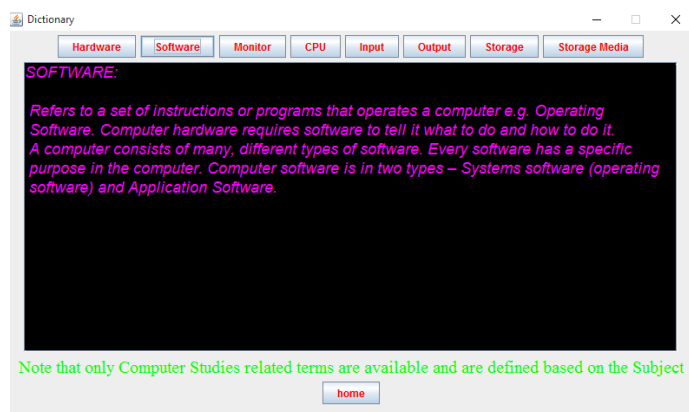 Dictionary
Hardware Software Monitor CPU Input Output Storage Storage Media
SOFTWARE:
Refers to a set of instructions or programs that operates a computer e.g. Operating
Software. Computer hardware requires software to tell it what to do and how to do it.
A computer consists of many, different types of software. Every software has a specific
purpose in the computer. Computer software is in two types – Systems software (operating
software) and Application Software.
Note that only Computer Studies related terms are available and are defined based on the Subject
home